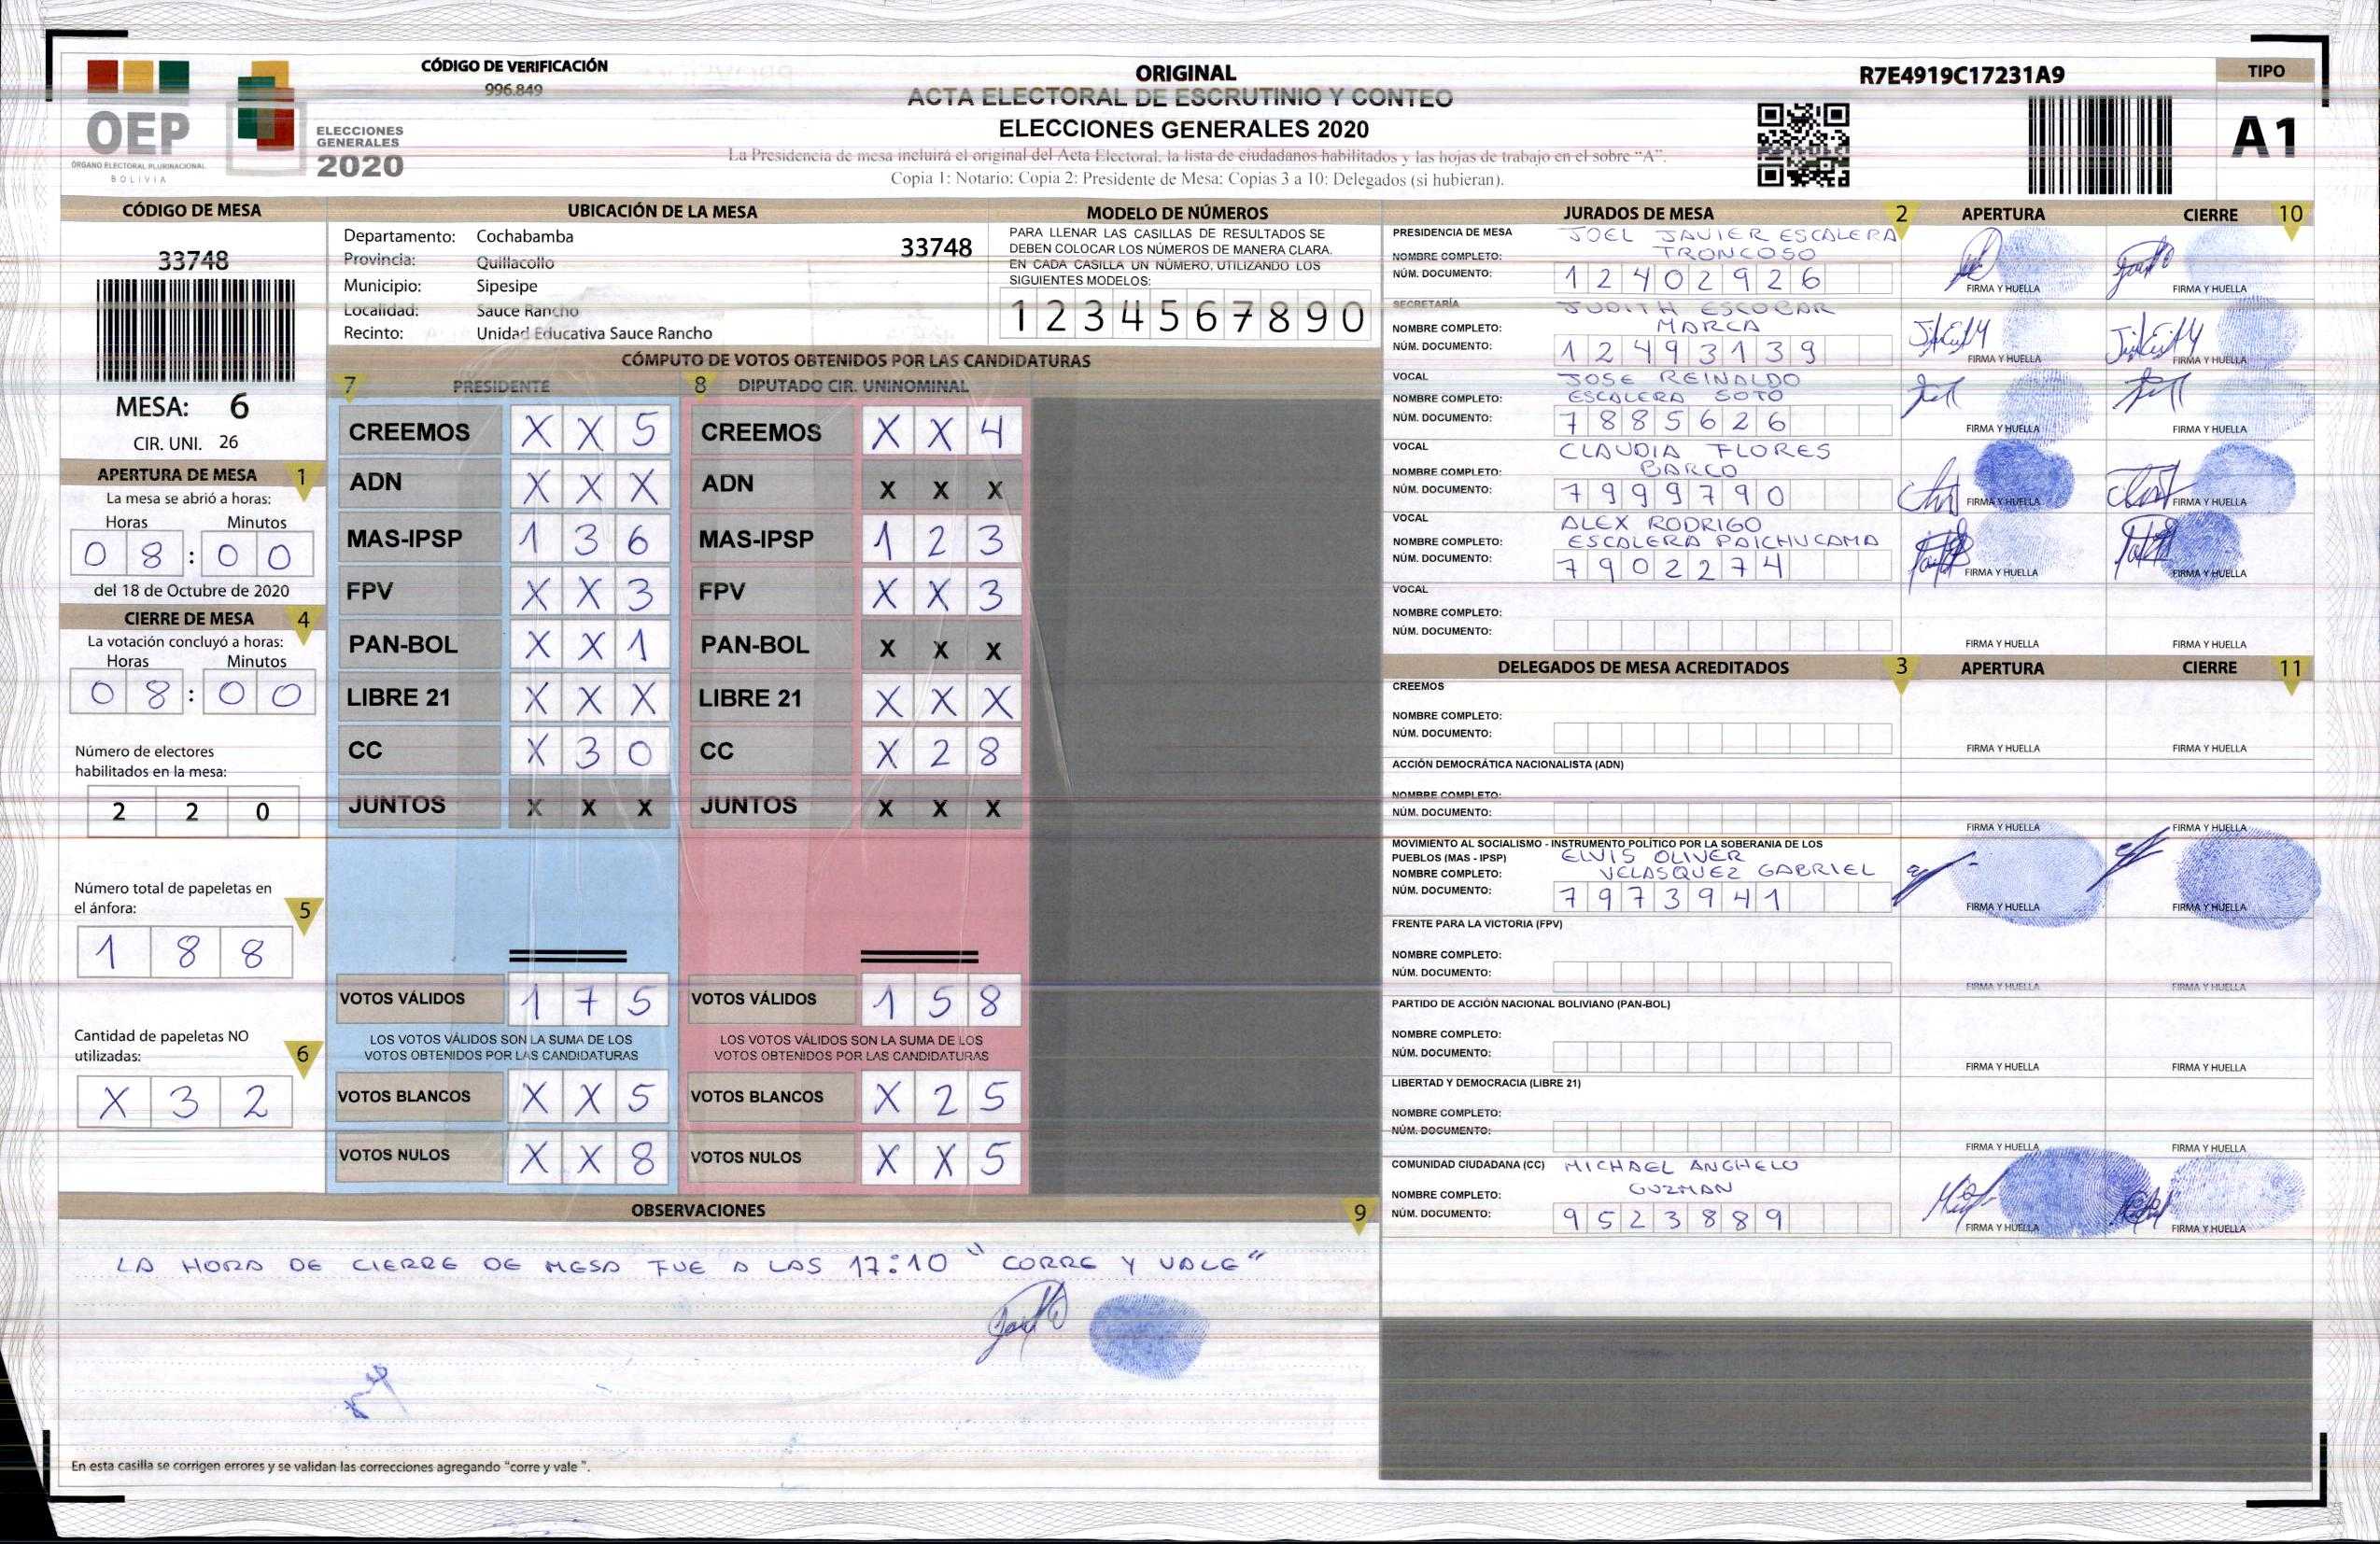 CÓDIGO DE VERIFICACIÓN
996.849
OEP
ÓRGANO ELECTORAL PLURINACIONAL
BOLIVIA
ELECCIONES
GENERALES
2020
ORIGINAL
ACTA ELECTORAL DE ESCRUTINIO Y CONTEO
ELECCIONES GENERALES 2020
La Presidencia de mesa incluirá el original del Acta Electoral, la lista de ciudadanos habilitados y las hojas de trabajo en el sobre "A".
Copia 1: Notario; Copia 2: Presidente de Mesa; Copias 3 a 10: Delegados (si hubieran).
R7E4919C17231A9
TIPO
A1
CÓDIGO DE MESA
33748
MESA: 6
CIR. UNI. 26
APERTURA DE MESA 1
La mesa se abrió a horas:
Horas Minutos
0 8 : 0 0
del 18 de Octubre de 2020
CIERRE DE MESA 4
La votación concluyó a horas:
Horas Minutos
0 8 : 0 0
Número de electores
habilitados en la mesa:
2 2 0
Número total de papeletas en
el ánfora: 5
1 8 8
Cantidad de papeletas NO
utilizadas: 6
X 3 2
UBICACIÓN DE LA MESA
Departamento: Cochabamba 33748
Provincia: Quillacollo
Municipio: Sipesipe
Localidad: Sauce Rancho
Recinto: Unidad Educativa Sauce Rancho
MODELO DE NÚMEROS
PARA LLENAR LAS CASILLAS DE RESULTADOS SE
DEBEN COLOCAR LOS NÚMEROS DE MANERA CLARA.
EN CADA CASILLA UN NÚMERO, UTILIZANDO LOS
SIGUIENTES MODELOS:
1 2 3 4 5 6 7 8 9 0
CÓMPUTO DE VOTOS OBTENIDOS POR LAS CANDIDATURAS
7 PRESIDENTE 8 DIPUTADO CIR. UNINOMINAL
CREEMOS X X 5 CREEMOS X X 4
ADN X X X ADN X X X
MAS-IPSP 1 3 6 MAS-IPSP 1 2 3
FPV X X 3 FPV X X 3
PAN-BOL X X 1 PAN-BOL X X X
LIBRE 21 X X X LIBRE 21 X X X
CC X 3 0 CC X 2 8
JUNTOS X X X JUNTOS X X X
VOTOS VÁLIDOS 1 7 5 VOTOS VÁLIDOS 1 5 8
LOS VOTOS VÁLIDOS SON LA SUMA DE LOS LOS VOTOS VÁLIDOS SON LA SUMA DE LOS
VOTOS OBTENIDOS POR LAS CANDIDATURAS VOTOS OBTENIDOS POR LAS CANDIDATURAS
VOTOS BLANCOS X X 5 VOTOS BLANCOS X 2 5
VOTOS NULOS X X 8 VOTOS NULOS X X 5
OBSERVACIONES 9
LA HORA DE CIERRE DE MESA FUE A LAS 17:10 "CORRE Y VALE"
En esta casilla se corrigen errores y se validan las correcciones agregando "corre y vale ".
JURADOS DE MESA 2 APERTURA CIERRE 10
PRESIDENCIA DE MESA JOEL JAVIER ESCALERA
NOMBRE COMPLETO: TRONCOSO
NÚM. DOCUMENTO: 1 2 4 0 2 9 2 6 FIRMA Y HUELLA FIRMA Y HUELLA
SECRETARÍA JUDITH ESCOBAR
NOMBRE COMPLETO: MARCA
NÚM. DOCUMENTO: 1 2 4 9 3 1 3 9 FIRMA Y HUELLA FIRMA Y HUELLA
VOCAL JOSE REINALDO
NOMBRE COMPLETO: ESCALERA SOTO
NÚM. DOCUMENTO: 7 8 8 5 6 2 6 FIRMA Y HUELLA FIRMA Y HUELLA
VOCAL CLAUDIA FLORES
NOMBRE COMPLETO: BARCO
NÚM. DOCUMENTO: 7 9 9 9 7 9 0 FIRMA Y HUELLA FIRMA Y HUELLA
VOCAL ALEX RODRIGO
NOMBRE COMPLETO: ESCALERA PAICHUCAMA
NÚM. DOCUMENTO: 7 9 0 2 2 7 4 FIRMA Y HUELLA FIRMA Y HUELLA
VOCAL
NOMBRE COMPLETO:
NÚM. DOCUMENTO: FIRMA Y HUELLA FIRMA Y HUELLA
DELEGADOS DE MESA ACREDITADOS 3 APERTURA CIERRE 11
CREEMOS
NOMBRE COMPLETO:
NÚM. DOCUMENTO: FIRMA Y HUELLA FIRMA Y HUELLA
ACCIÓN DEMOCRÁTICA NACIONALISTA (ADN)
NOMBRE COMPLETO:
NÚM. DOCUMENTO: FIRMA Y HUELLA FIRMA Y HUELLA
MOVIMIENTO AL SOCIALISMO - INSTRUMENTO POLÍTICO POR LA SOBERANIA DE LOS
PUEBLOS (MAS - IPSP) ELVIS OLIVER
NOMBRE COMPLETO: VELASQUEZ GABRIEL
NÚM. DOCUMENTO: 7 9 7 3 9 4 1 FIRMA Y HUELLA FIRMA Y HUELLA
FRENTE PARA LA VICTORIA (FPV)
NOMBRE COMPLETO:
NÚM. DOCUMENTO: FIRMA Y HUELLA FIRMA Y HUELLA
PARTIDO DE ACCIÓN NACIONAL BOLIVIANO (PAN-BOL)
NOMBRE COMPLETO:
NÚM. DOCUMENTO: FIRMA Y HUELLA FIRMA Y HUELLA
LIBERTAD Y DEMOCRACIA (LIBRE 21)
NOMBRE COMPLETO:
NÚM. DOCUMENTO: FIRMA Y HUELLA FIRMA Y HUELLA
COMUNIDAD CIUDADANA (CC) MICHAEL ANGHELO
NOMBRE COMPLETO: GUZMAN
NÚM. DOCUMENTO: 9 5 2 3 8 8 9 FIRMA Y HUELLA FIRMA Y HUELLA